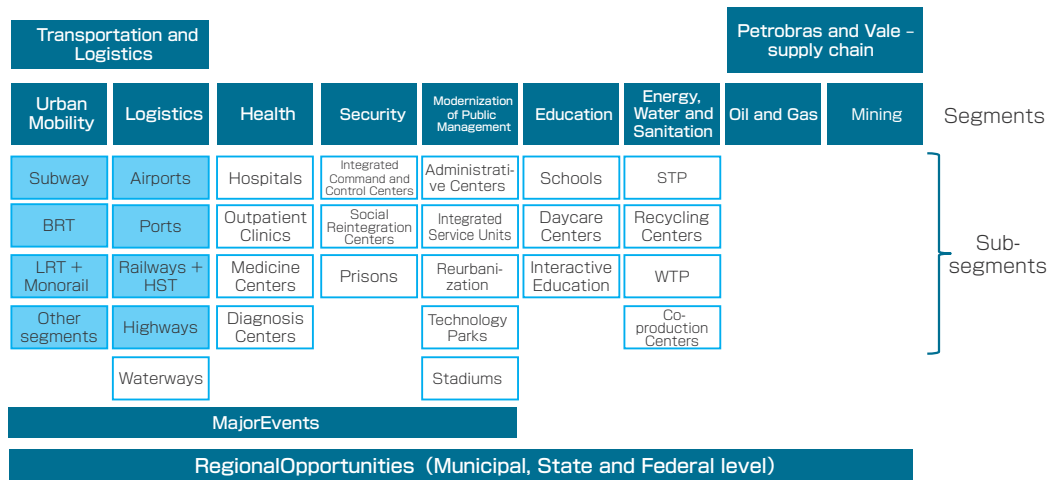 Transportation and
Logistics
Petrobras and Vale –
supply chain
Urban
Mobility
Logistics
Health
Security
Modernization
of Public
Management
Education
Energy,
Water and
Sanitation
Oil and Gas
Mining
Segments
Subway
Airports
Hospitals
Integrated
Command and
Control Centers
Administrati-
ve Centers
Schools
STP
BRT
Ports
Outpatient
Clinics
Social
Reintegration
Centers
Integrated
Service Units
Daycare
Centers
Recycling
Centers
Sub-
segments
LRT +
Monorail
Railways +
HST
Medicine
Centers
Prisons
Reurbani-
zation
Interactive
Education
WTP
Other
segments
Highways
Diagnosis
Centers
Technology
Parks
Co-
production
Centers
Waterways
Stadiums
MajorEvents
RegionalOpportunities (Municipal, State and Federal level)